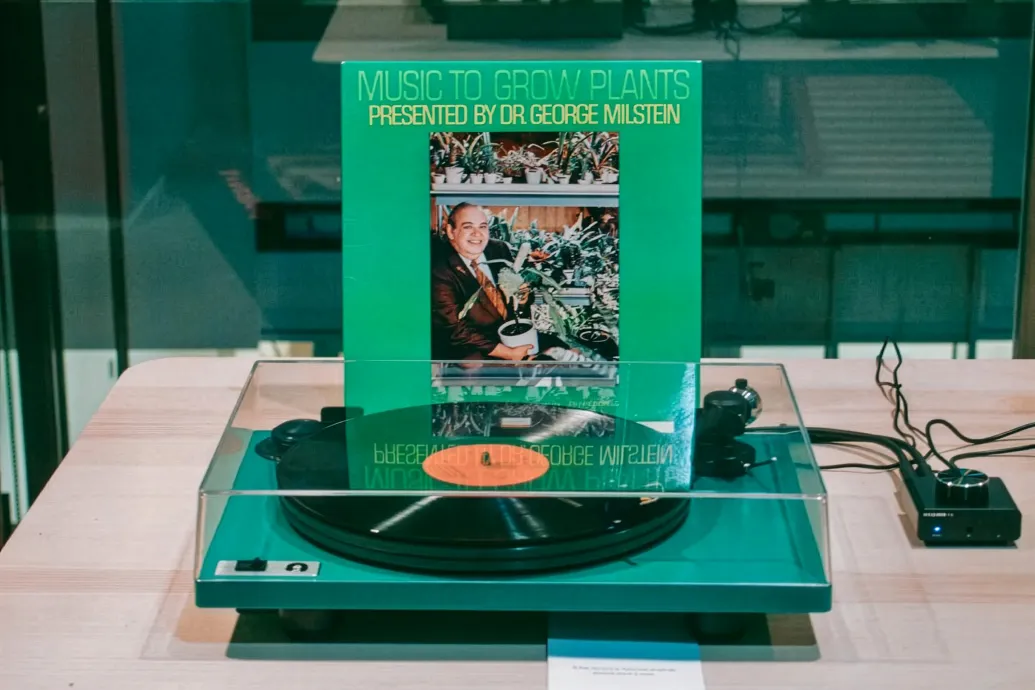 MUSIC TO GROW PLANTS
PRESENTED BY DR. GEORGE MILSTEIN